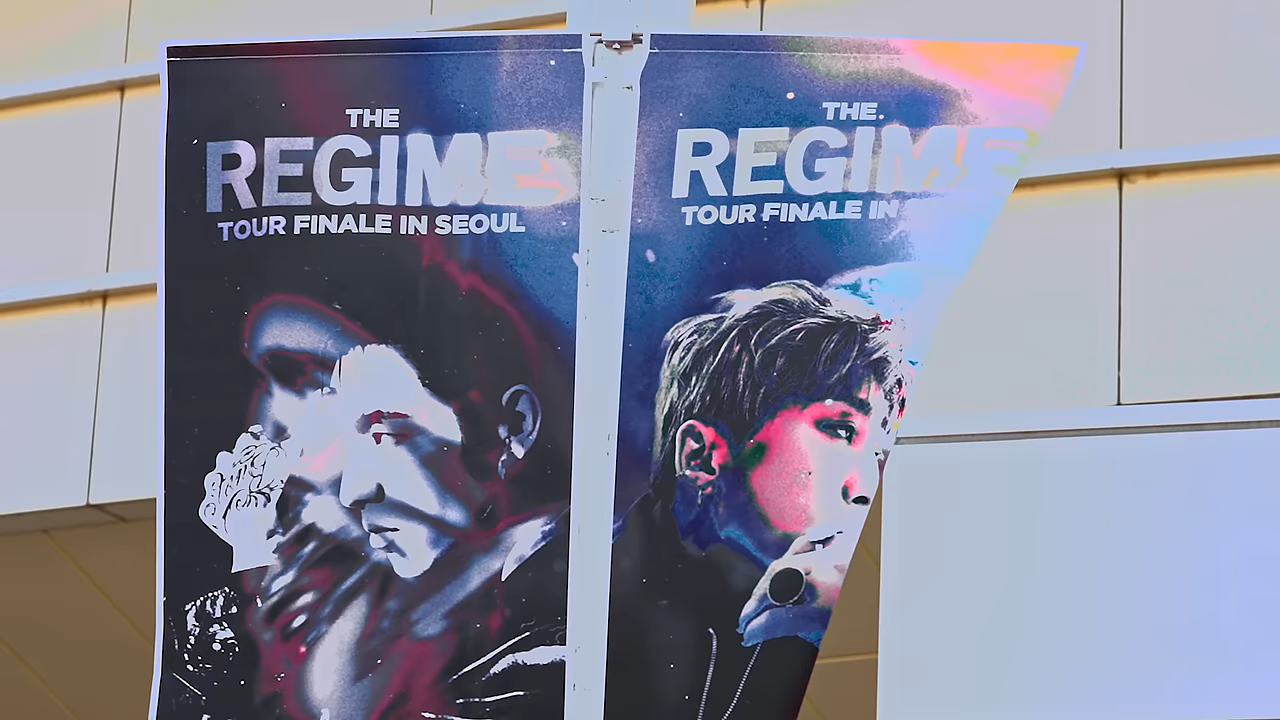 THE
REGIME
TOUR FINALE IN SEOUL
THE
REGIME
TOUR FINALE IN